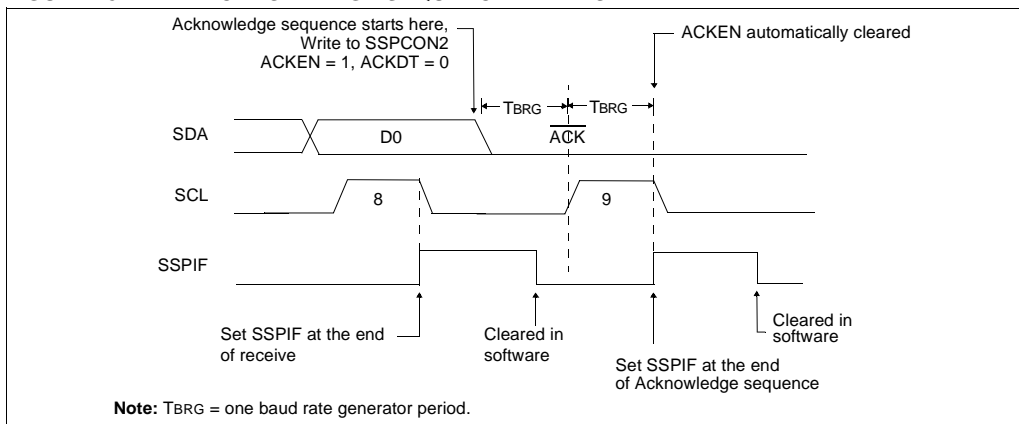 Acknowledge sequence starts here,
Write to SSPCON2
ACKEN = 1, ACKDT = 0
ACKEN automatically cleared
TBRG
TBRG
SDA
D0
ACK
SCL
8
9
SSPIF
Set SSPIF at the end
of receive
Cleared in
software
Set SSPIF at the end
of Acknowledge sequence
Cleared in
software
Note: TBRG = one baud rate generator period.